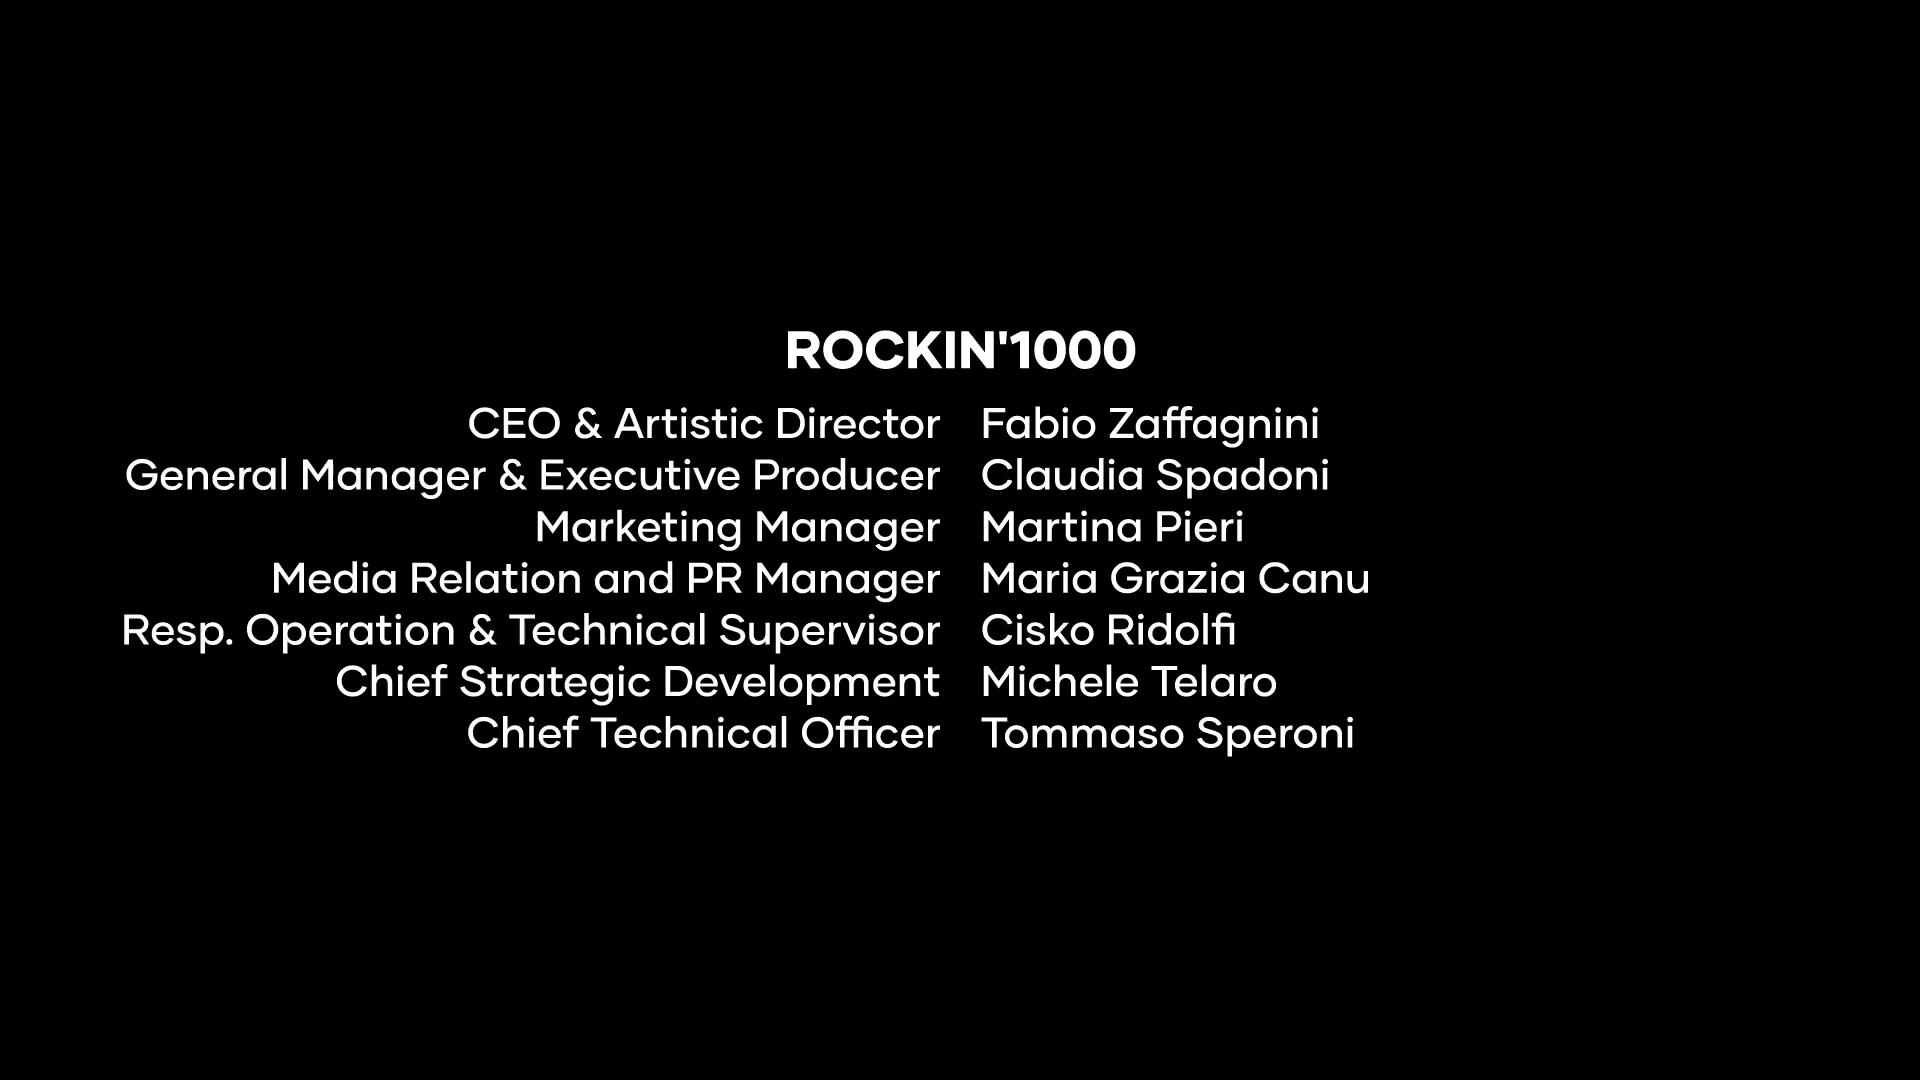 ROCKIN'1000
CEO & Artistic Director Fabio Zaffagnini
General Manager & Executive Producer Claudia Spadoni
Marketing Manager Martina Pieri
Media Relation and PR Manager Maria Grazia Canu
Resp. Operation & Technical Supervisor Cisko Ridolfi
Chief Strategic Development Michele Telaro
Chief Technical Officer Tommaso Speroni